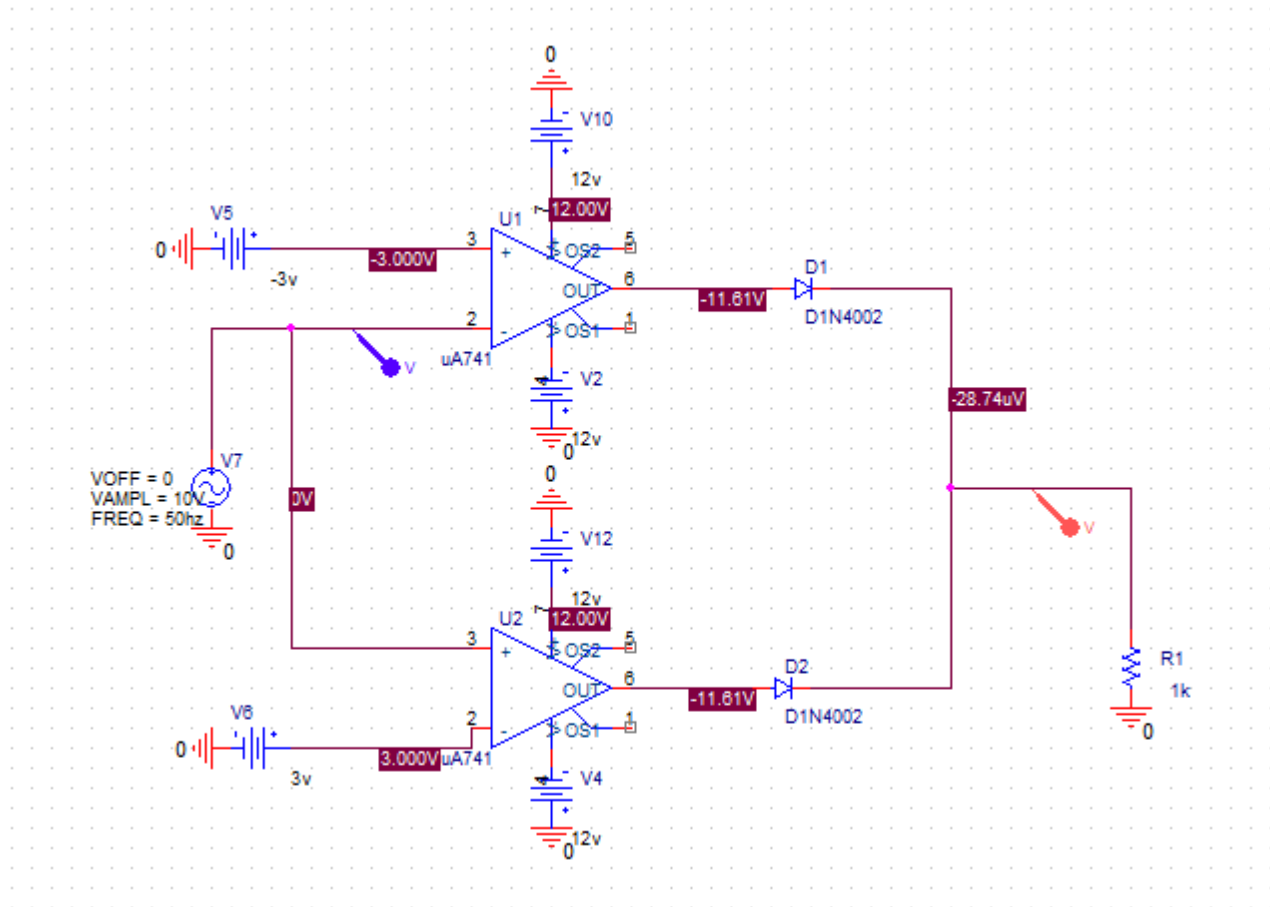 0
V10
12v
7
12.00V
V5
U1
3
+
OS2
5
0
-3.000V
-3v
OUT
6
D1
-11.61V
D1N4002
2
-
OS1
1
uA741
V
4
V2
-28.74uV
12v
0
V7
0
VOFF = 0
VAMPL = 10V
FREQ = 50hz
0V
V12
V
0
12v
7
12.00V
U2
3
+
OS2
5
R1
D2
1k
OUT
6
-11.61V
D1N4002
V6
2
-
OS1
1
0
3.000V
uA741
0
3v
4
V4
12v
0